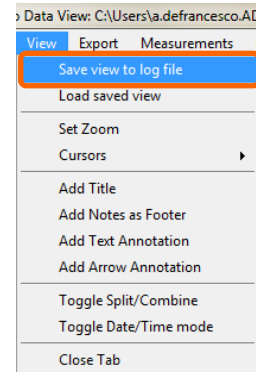 Data View: C:\Users\a.defrancesco.AD
View Export Measurements
Save view to log file
Load saved view
Set Zoom
Cursors
Add Title
Add Notes as Footer
Add Text Annotation
Add Arrow Annotation
Toggle Split/Combine
Toggle Date/Time mode
Close Tab